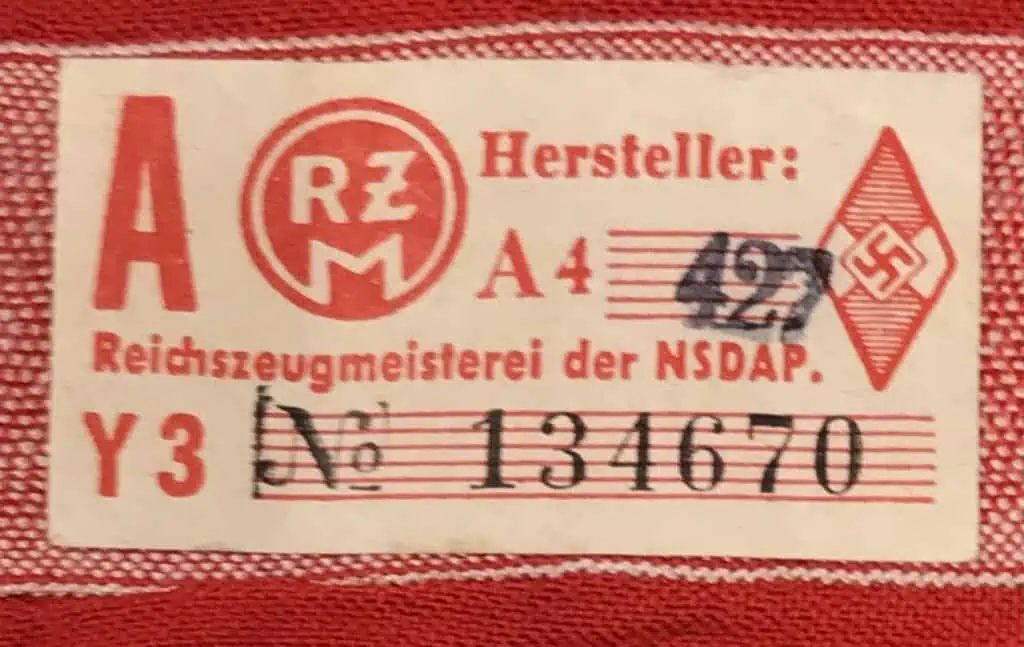 A RZM Hersteller:
A4 427
Reichszeugmeisterei der NSDAP.
Y3 № 134670